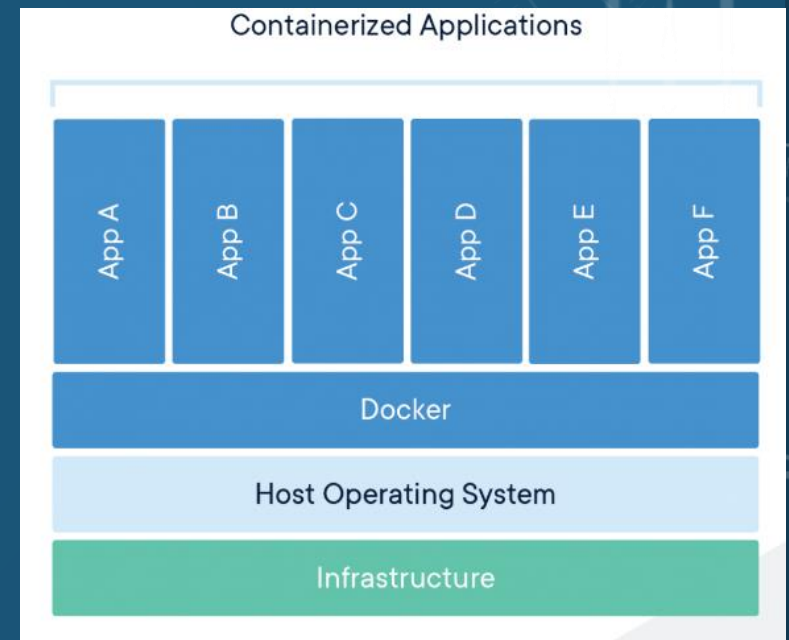 Containerized Applications
App A
App B
App C
App D
App E
App F
Docker
Host Operating System
Infrastructure